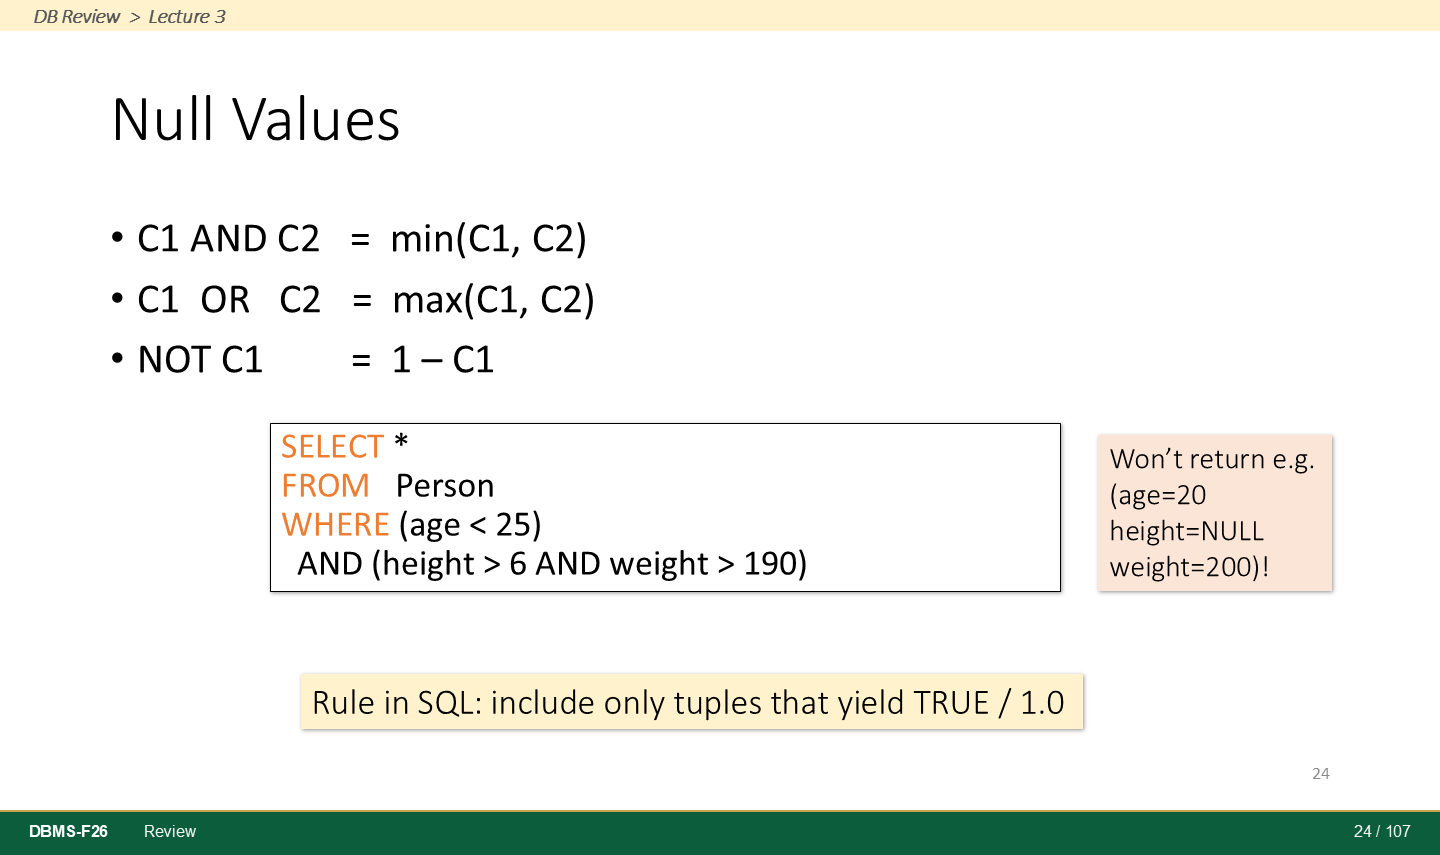 DB Review > Lecture 3
Null Values
• C1 AND C2 = min(C1, C2)
• C1 OR C2 = max(C1, C2)
• NOT C1 = 1 – C1
SELECT *
FROM Person
WHERE (age < 25)
AND (height > 6 AND weight > 190)
Won’t return e.g.
(age=20
height=NULL
weight=200)!
Rule in SQL: include only tuples that yield TRUE / 1.0
24
DBMS-F26 Review 24 / 107